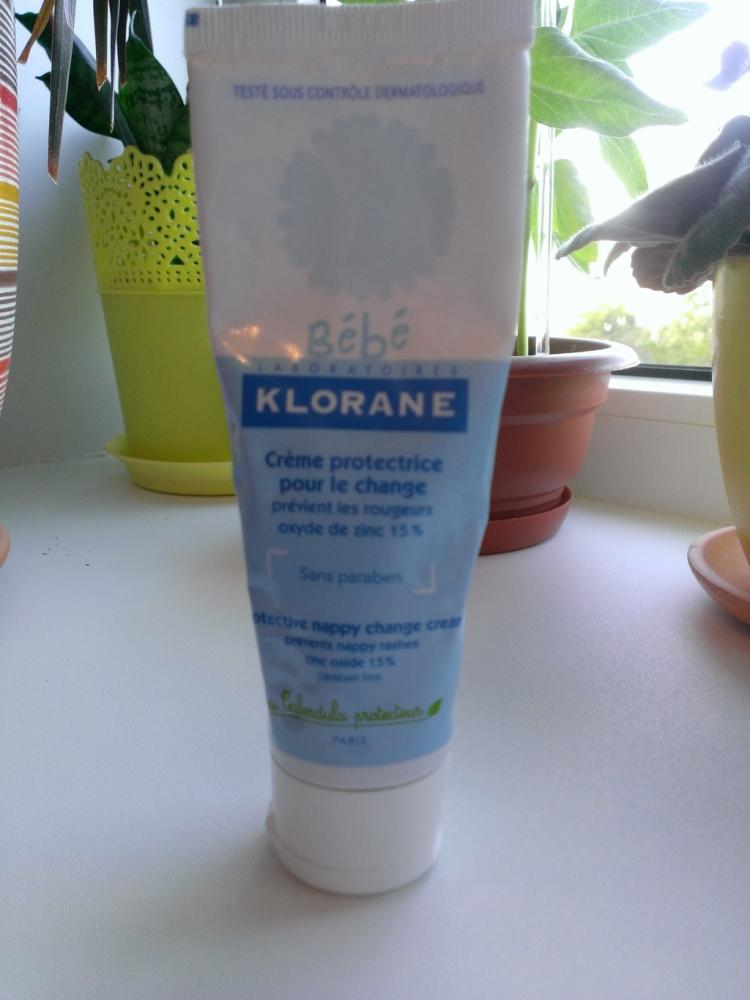 TESTÉ SOUS CONTRÔLE DERMATOLOGIQUE
Bébé
LABORATOIRES
KLORANE
Crème protectrice
pour le change
prévient les rougeurs
oxyde de zinc 15 %
Sans paraben
otective nappy change cream
prevents nappy rashes
zinc oxide 15 %
paraben free
au Calendula protecteur
PARIS